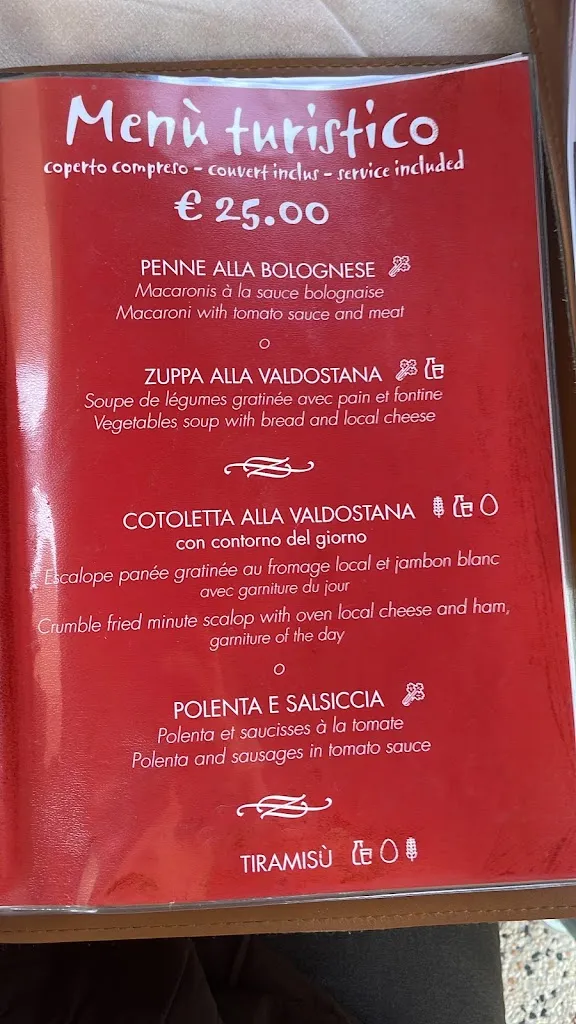 Menù turistico
coperto compreso - couvert inclus - service included
€ 25.00
PENNE ALLA BOLOGNESE
Macaronis à la sauce bolognaise
Macaroni with tomato sauce and meat
o
ZUPPA ALLA VALDOSTANA
Soupe de légumes gratinée avec pain et fontine
Vegetables soup with bread and local cheese
COTOLETTA ALLA VALDOSTANA
con contorno del giorno
Escalope panée gratinée au fromage local et jambon blanc
avec garniture du jour
Crumble fried minute scalop with oven local cheese and ham,
garniture of the day
o
POLENTA E SALSICCIA
Polenta et saucisses à la tomate
Polenta and sausages in tomato sauce
TIRAMISÙ